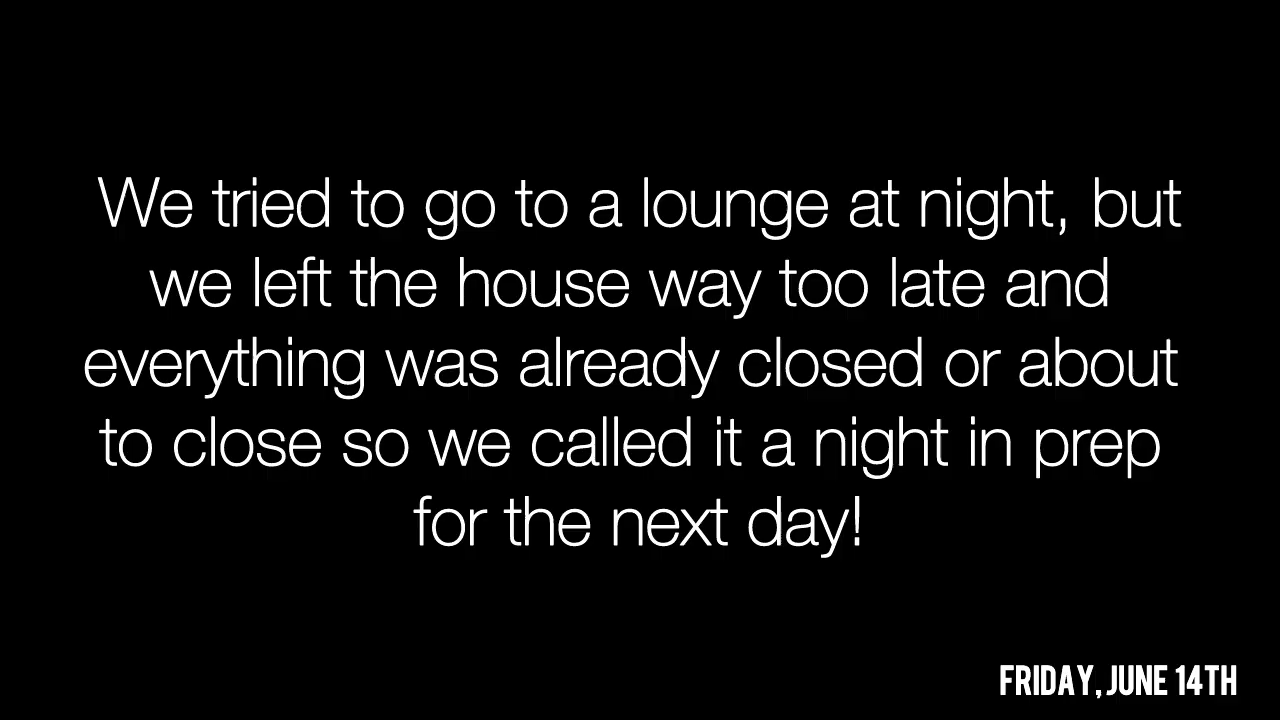 We tried to go to a lounge at night, but
we left the house way too late and
everything was already closed or about
to close so we called it a night in prep
for the next day!
FRIDAY, JUNE 14TH